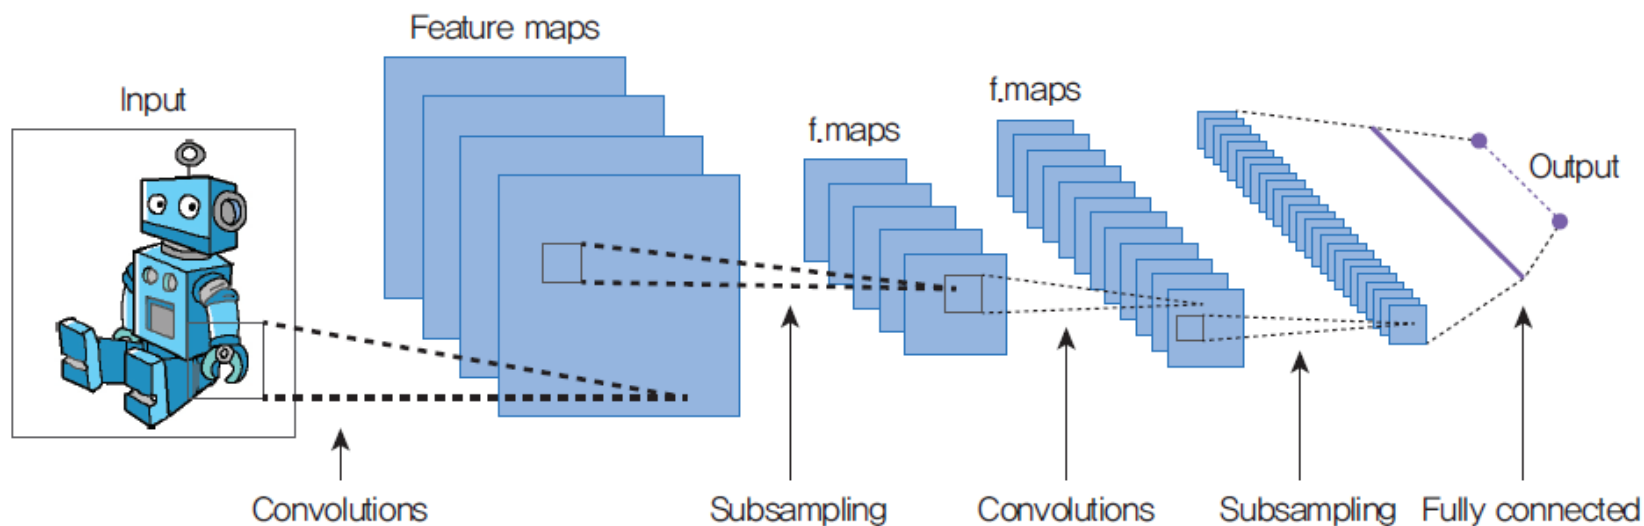 Feature maps
Input
f.maps
f.maps
Output
Convolutions
Subsampling
Convolutions
Subsampling
Fully connected